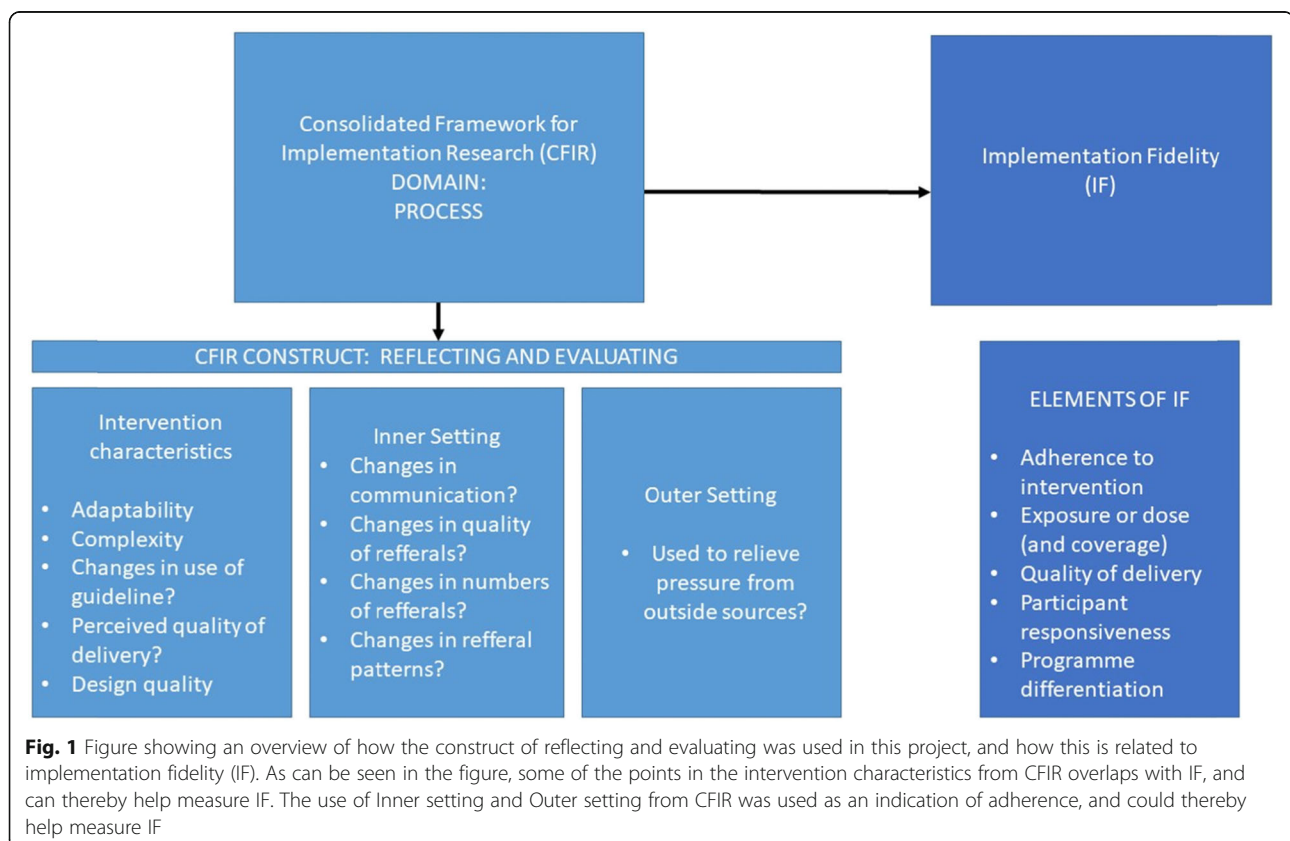 Consolidated Framework for
Implementation Research (CFIR)
DOMAIN:
PROCESS
Implementation Fidelity
(IF)
CFIR CONSTRUCT: REFLECTING AND EVALUATING
Intervention
characteristics
• Adaptability
• Complexity
• Changes in use of
guideline?
• Perceived quality of
delivery?
• Design quality
Inner Setting
• Changes in
communication?
• Changes in quality
of refferals?
• Changes in numbers
of refferals?
• Changes in refferal
patterns?
Outer Setting
• Used to relieve
pressure from
outside sources?
ELEMENTS OF IF
• Adherence to
intervention
• Exposure or dose
(and coverage)
• Quality of delivery
• Participant
responsiveness
• Programme
differentiation
Fig. 1 Figure showing an overview of how the construct of reflecting and evaluating was used in this project, and how this is related to
implementation fidelity (IF). As can be seen in the figure, some of the points in the intervention characteristics from CFIR overlaps with IF, and
can thereby help measure IF. The use of Inner setting and Outer setting from CFIR was used as an indication of adherence, and could thereby
help measure IF